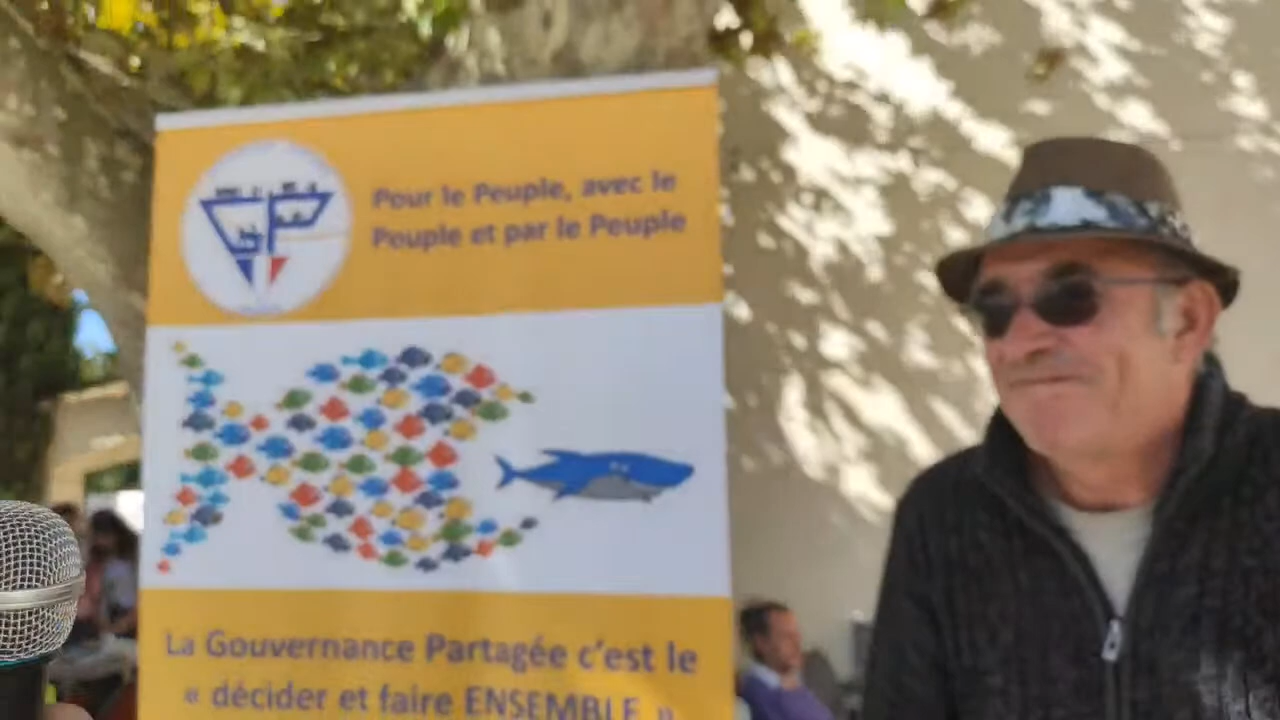 GP
Pour le Peuple, avec le
Peuple et par le Peuple
La Gouvernance Partagée c'est le
« décider et faire ENSEMBLE »